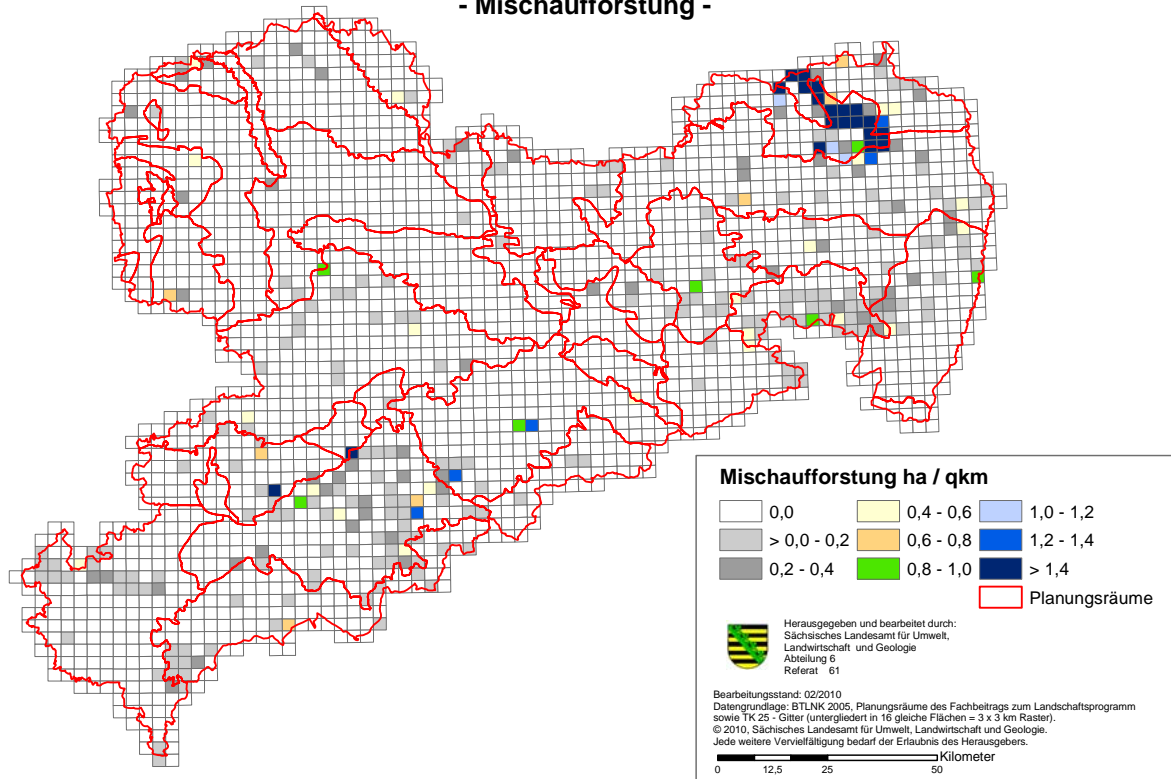 - Mischaufforstung -
Mischaufforstung ha / qkm
0,0
> 0,0 - 0,2
0,2 - 0,4
0,4 - 0,6
0,6 - 0,8
0,8 - 1,0
1,0 - 1,2
1,2 - 1,4
> 1,4
Planungsräume
Herausgegeben und bearbeitet durch:
Sächsisches Landesamt für Umwelt,
Landwirtschaft und Geologie
Abteilung 6
Referat 61
Bearbeitungsstand: 02/2010
Datengrundlage: BTLNK 2005, Planungsräume des Fachbeitrags zum Landschaftsprogramm
sowie TK 25 - Gitter (untergliedert in 16 gleiche Flächen = 3 x 3 km Raster).
© 2010, Sächsisches Landesamt für Umwelt, Landwirtschaft und Geologie.
Jede weitere Vervielfältigung bedarf der Erlaubnis des Herausgebers.
Kilometer
0 12,5 25 50